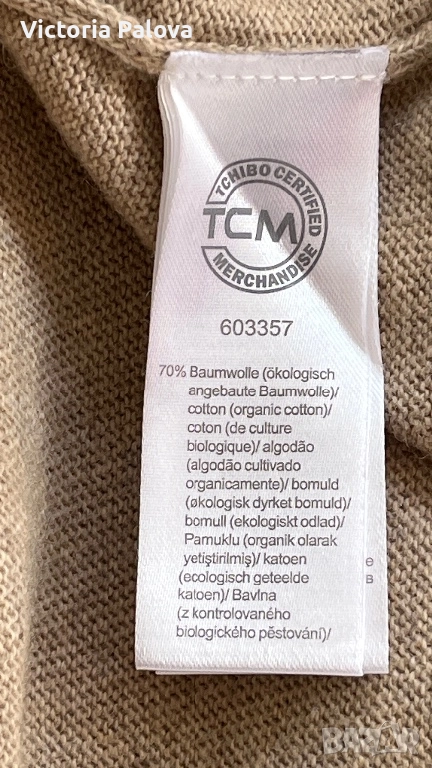 Victoria Palova
TCHIBO CERTIFIED
TCM
MERCHANDISE
603357
70% Baumwolle (ökologisch
angebaute Baumwolle)/
cotton (organic cotton)/
coton (de culture
biologique)/ algodão
(algodão cultivado
organicamente)/ bomuld
(økologisk dyrket bomuld)/
bomull (ekologiskt odlad)/
Pamuklu (organik olarak
yetiştirilmiş)/ katoen
(ecologisch geteelde
katoen)/ Bavlna
(z kontrolovaného
biologického pěstování)/
e
B